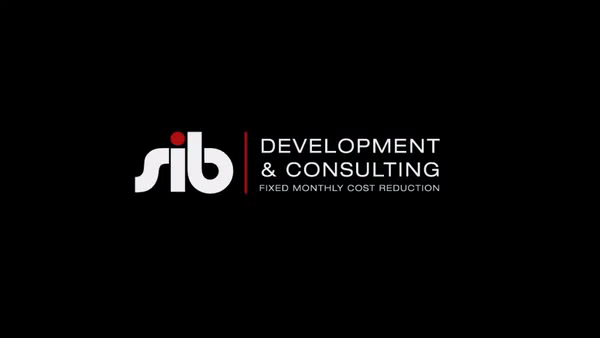 sib
DEVELOPMENT
& CONSULTING
FIXED MONTHLY COST REDUCTION